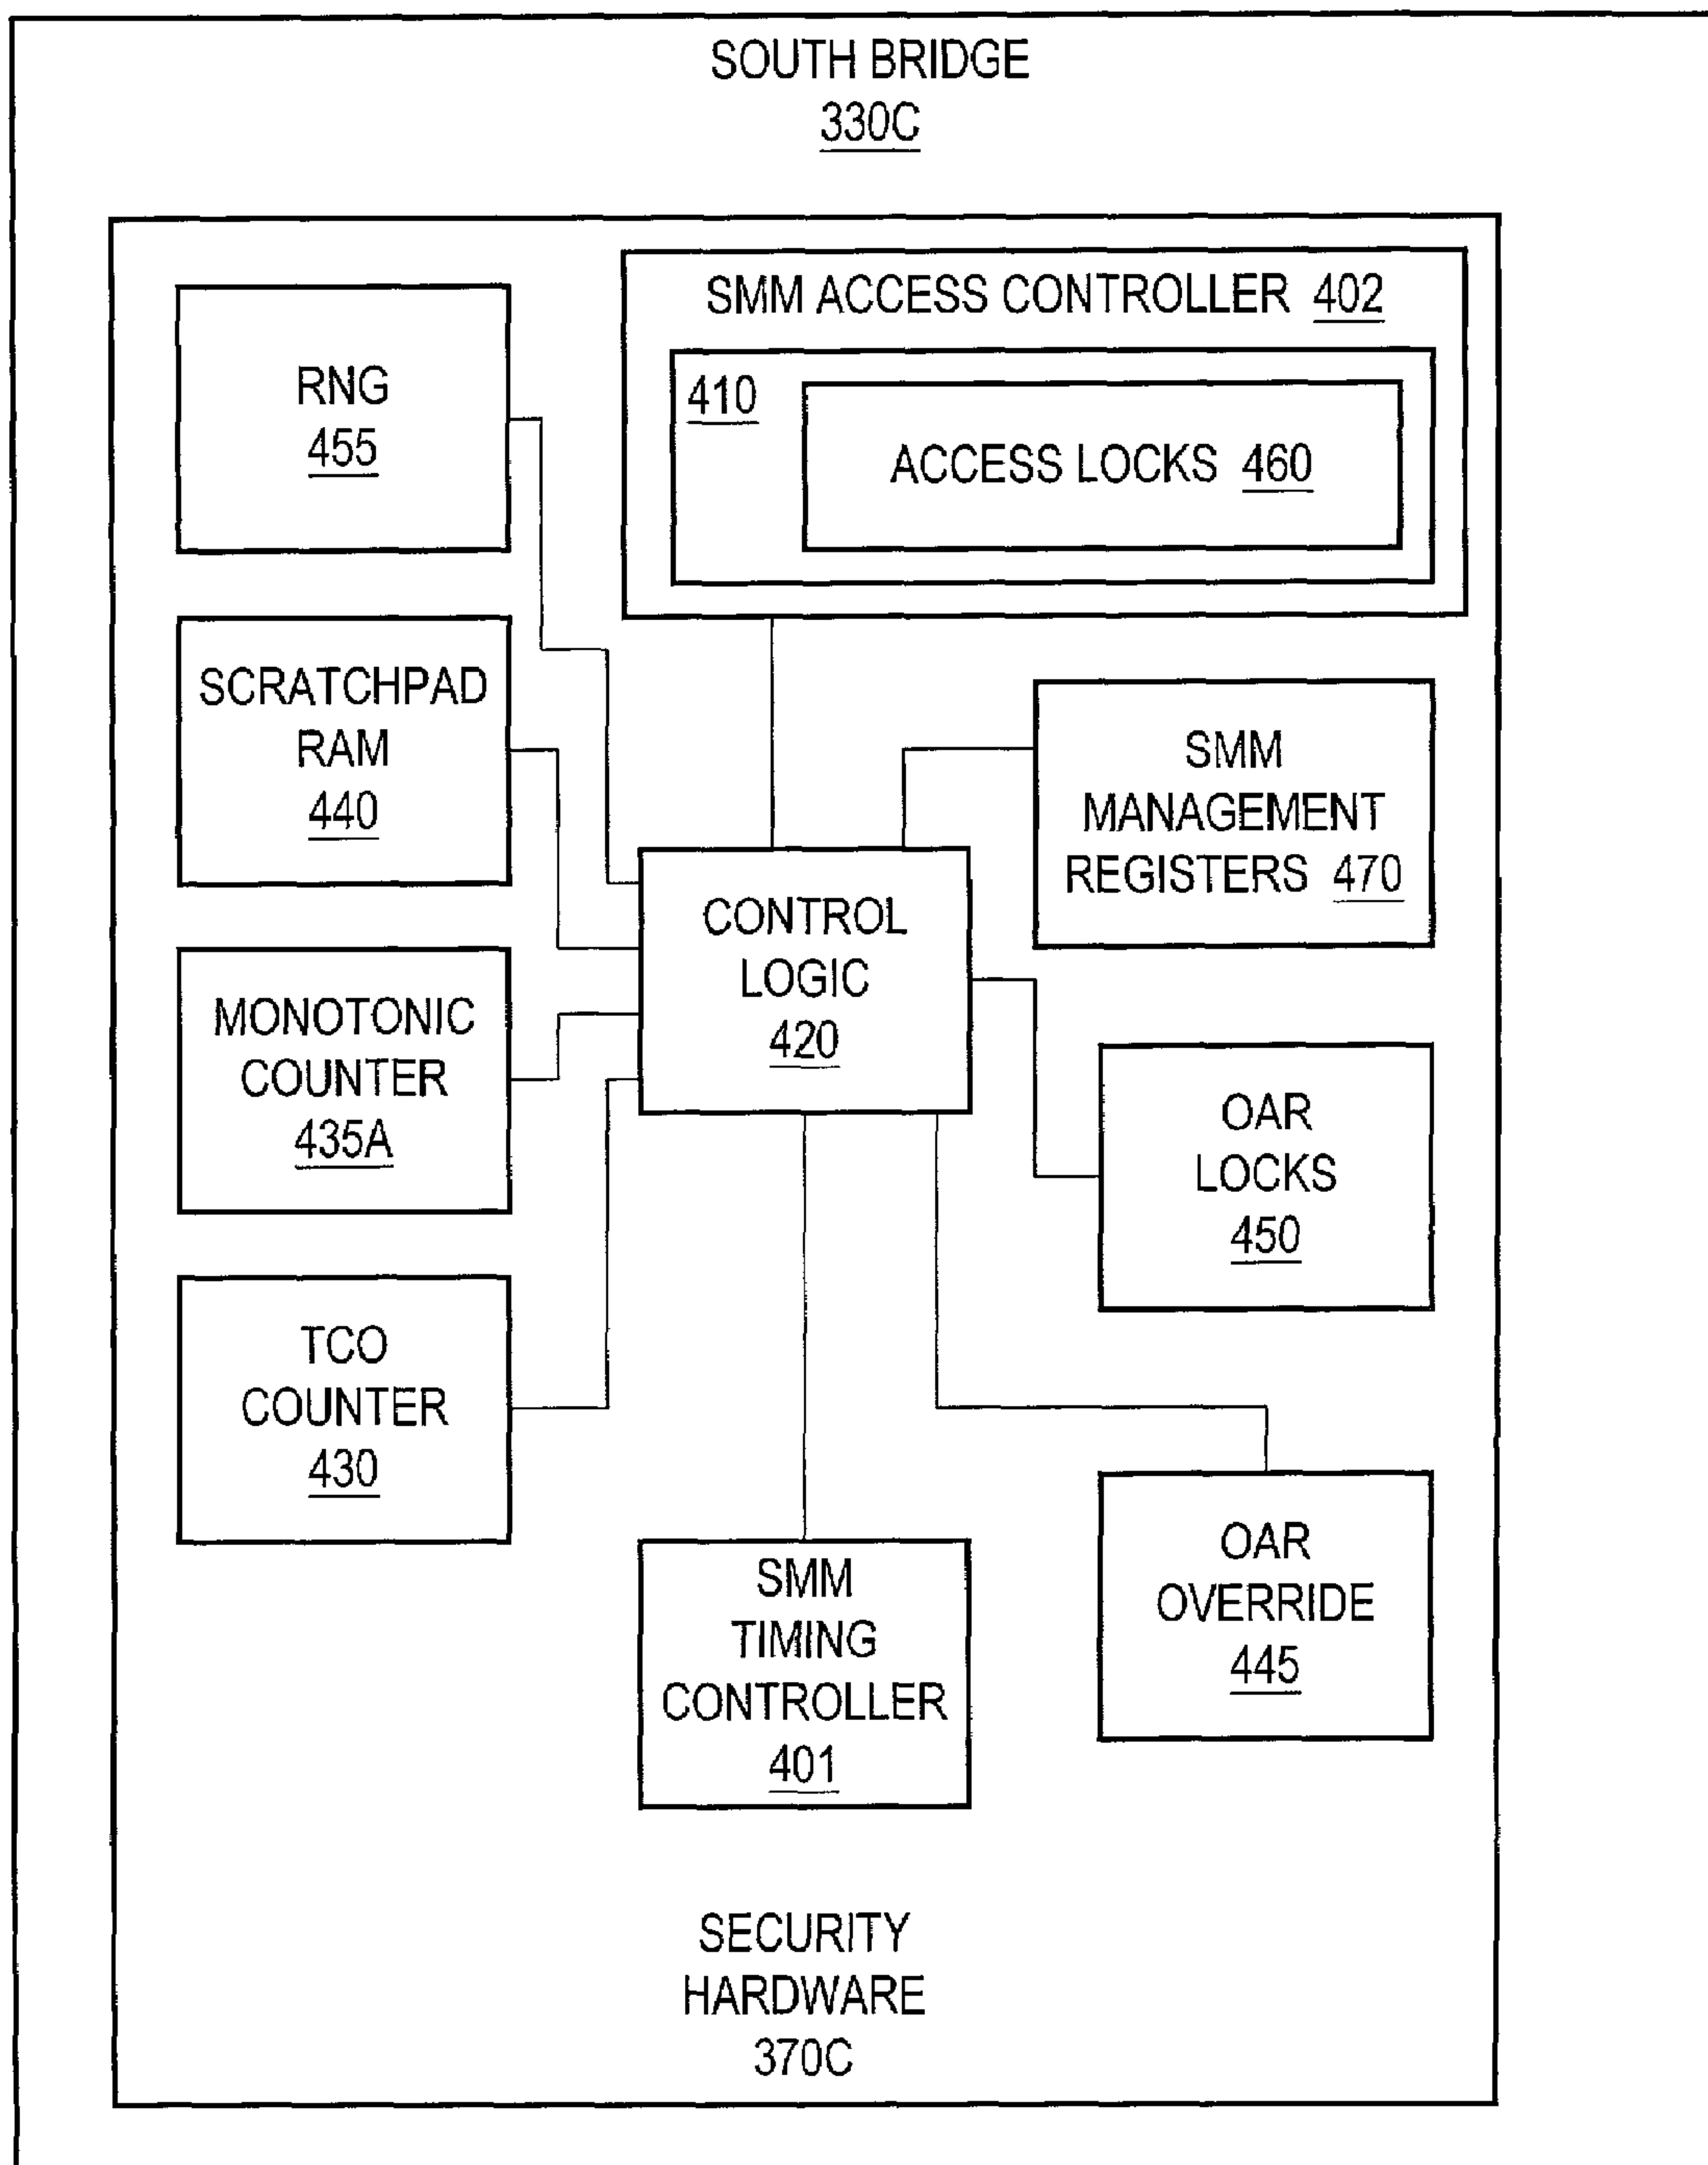 SOUTH BRIDGE
330C
SMM ACCESS CONTROLLER 402
410
ACCESS LOCKS 460
RNG
455
SCRATCHPAD
RAM
440
SMM
MANAGEMENT
REGISTERS 470
CONTROL
LOGIC
420
MONOTONIC
COUNTER
435A
OAR
LOCKS
450
TCO
COUNTER
430
SMM
TIMING
CONTROLLER
401
OAR
OVERRIDE
445
SECURITY
HARDWARE
370C